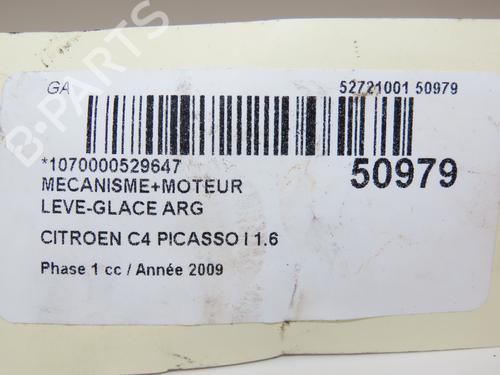 GA 52721001 50979
*1070000529647 50979
MECANISME+MOTEUR
LEVE-GLACE ARG
CITROEN C4 PICASSO I 1.6
Phase 1 cc / Année 2009
B-PARTS